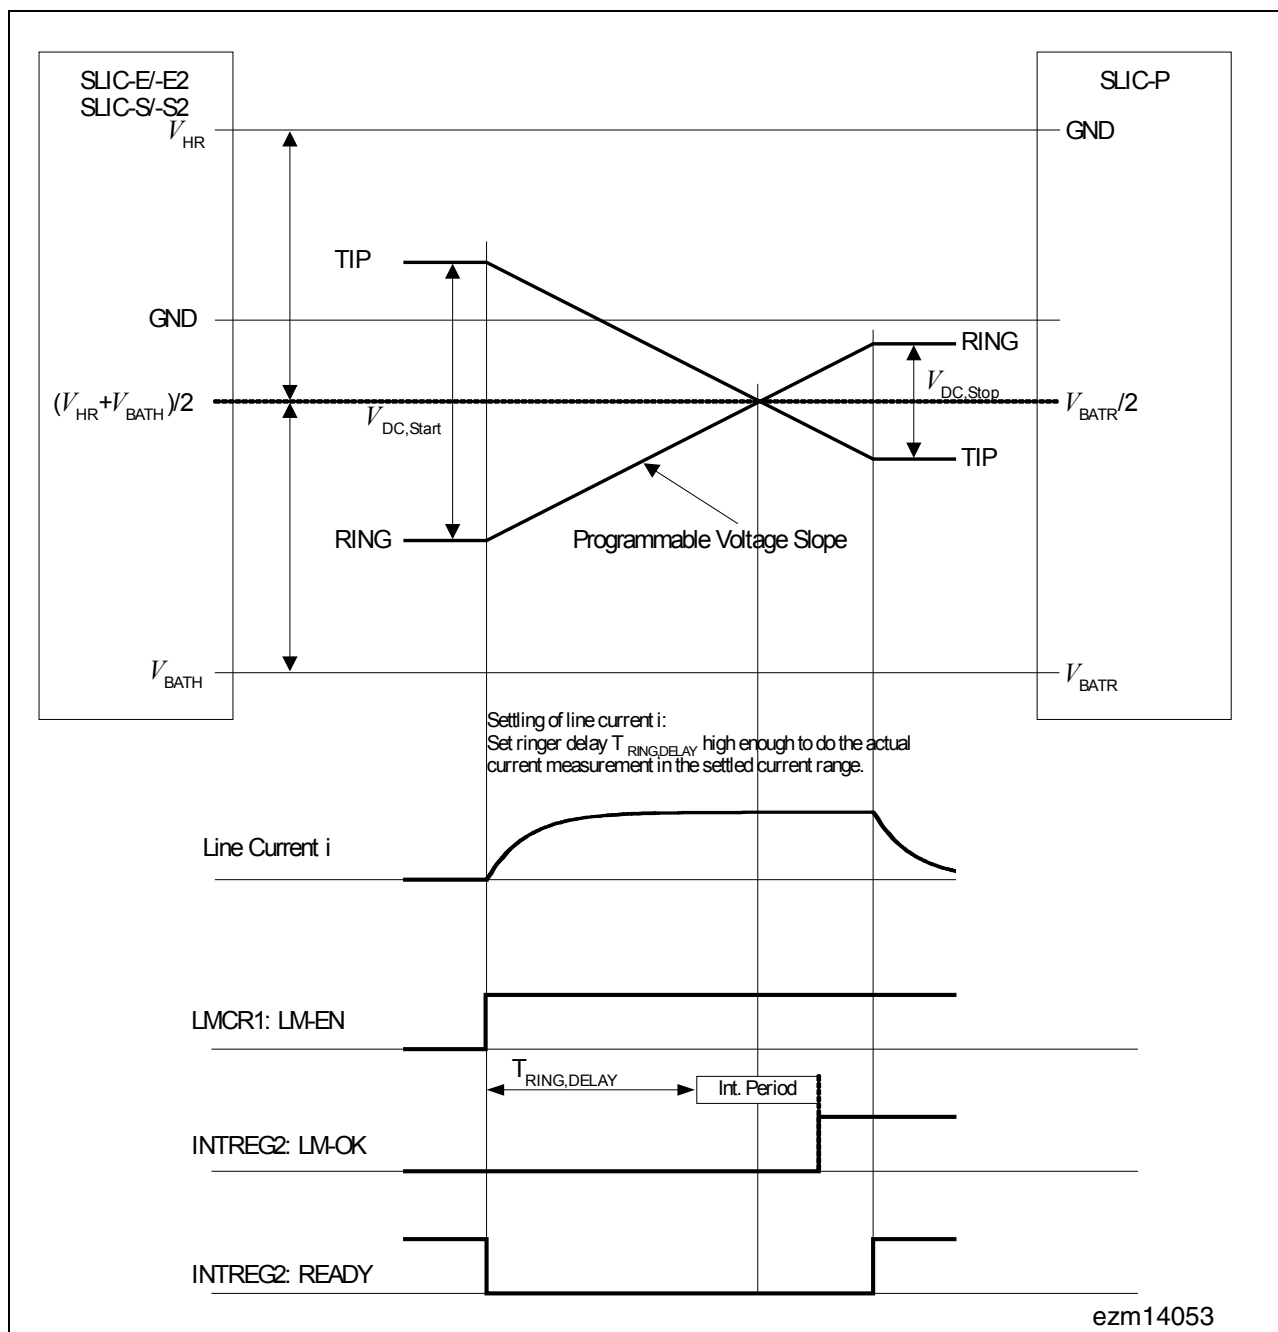 SLIC-E/-E2
SLIC-S/-S2
SLIC-P
VHR
GND
TIP
GND
RING
(VHR+VBATH)/2
VDC,Start
VDC,Stop
VBATR/2
TIP
RING
Programmable Voltage Slope
VBATH
VBATR
Settling of line current i:
Set ringer delay TRING,DELAY high enough to do the actual
current measurement in the settled current range.
Line Current i
LMCR1: LM-EN
TRING,DELAY
Int. Period
INTREG2: LM-OK
INTREG2: READY
ezm14053